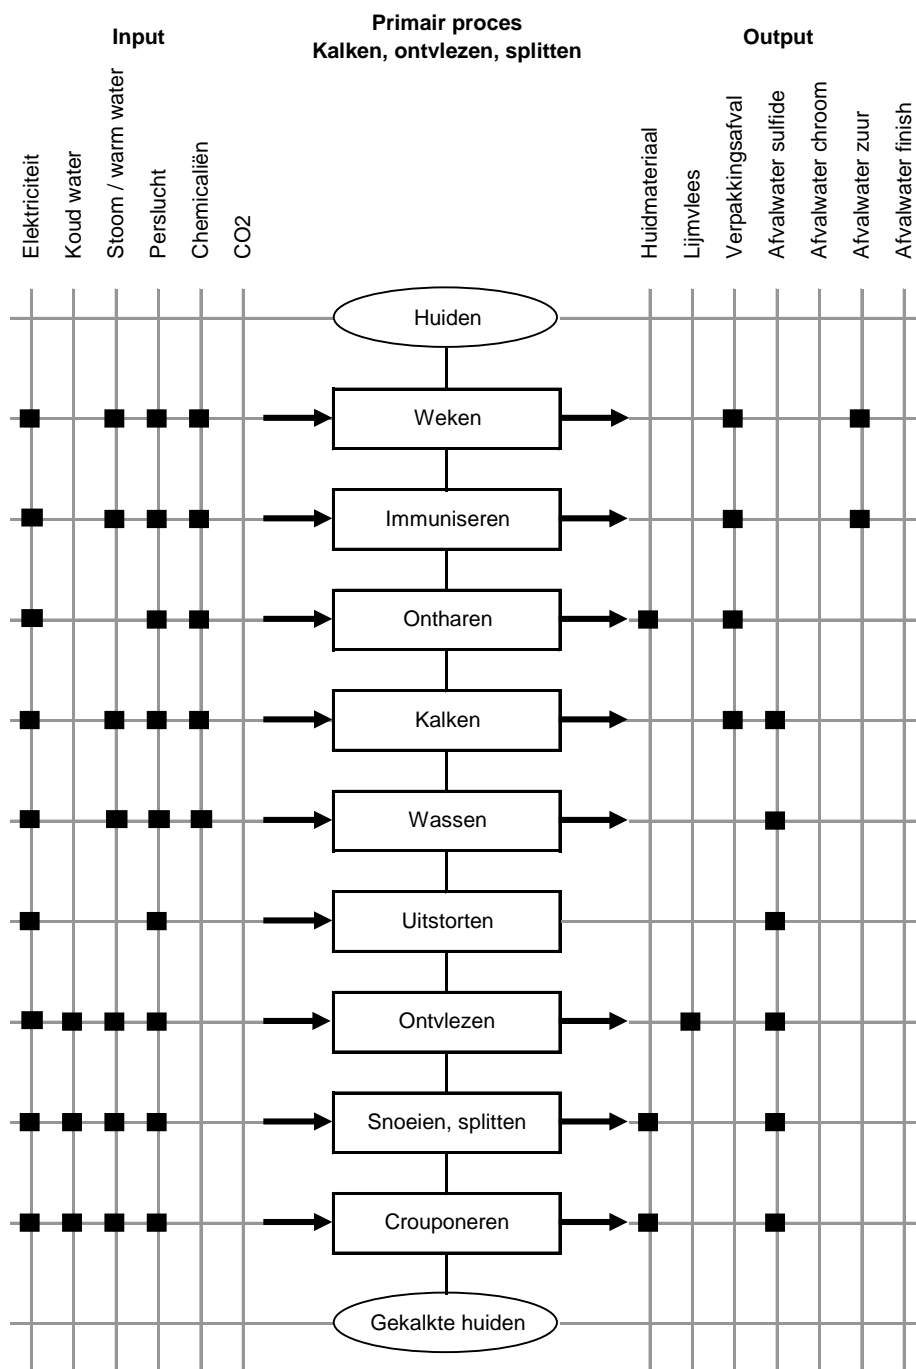 Input
Primair proces
Kalken, ontvlezen, splitten
Output
Elektriciteit
Koud water
Stoom / warm water
Perslucht
Chemicaliën
CO2
Huidmateriaal
Lijmvlees
Verpakkingsafval
Afvalwater sulfide
Afvalwater chroom
Afvalwater zuur
Afvalwater finish
Huiden
Weken
Immuniseren
Ontharen
Kalken
Wassen
Uitstorten
Ontvlezen
Snoeien, splitten
Crouponeren
Gekalkte huiden